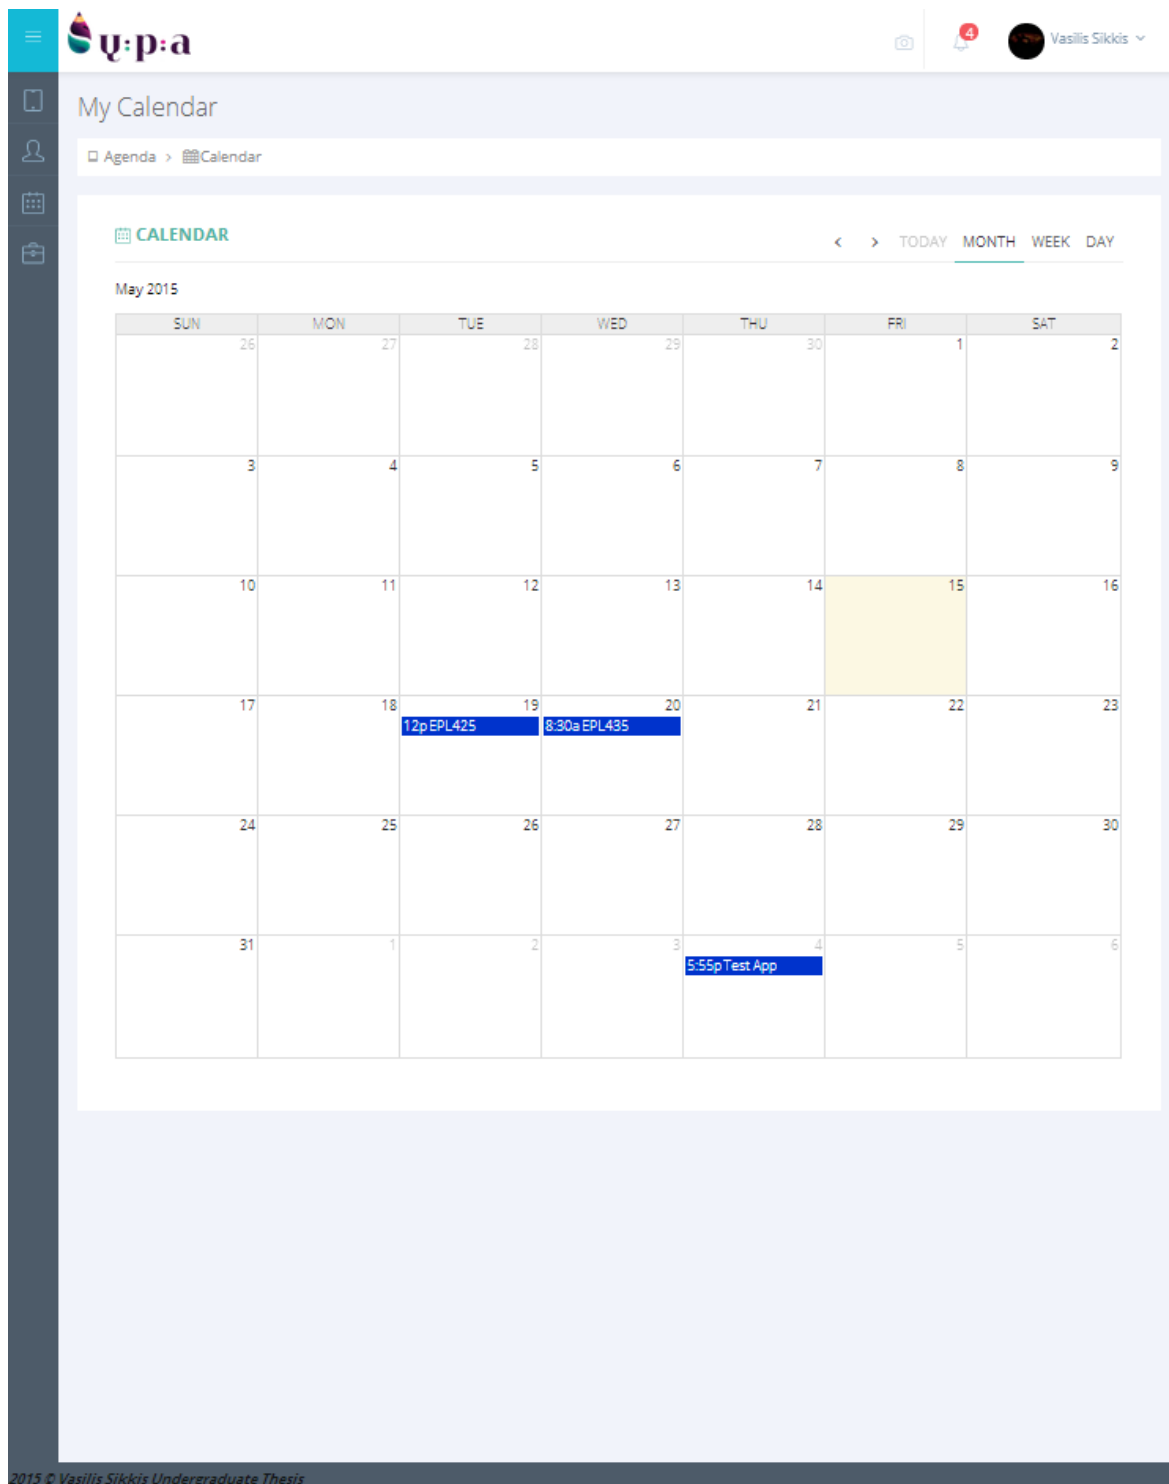 ψ:p:a
4
Vasilis Sikkis
My Calendar
Agenda > Calendar
CALENDAR
< > TODAY MONTH WEEK DAY
May 2015
SUN MON TUE WED THU FRI SAT
26 27 28 29 30 1 2
3 4 5 6 7 8 9
10 11 12 13 14 15 16
17 18 19 20 21 22 23
12p EPL425 8:30a EPL435
24 25 26 27 28 29 30
31 1 2 3 4 5 6
5:55p Test App
2015 © Vasilis Sikkis Undergraduate Thesis